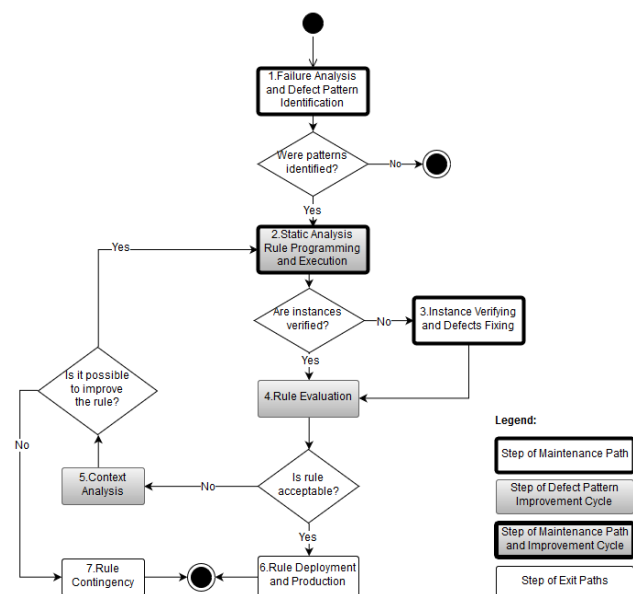 1.Failure Analysis
and Defect Pattern
Identification
Were patterns
identified?
No
Yes
2.Static Analysis
Rule Programming
and Execution
Yes
Are instances
verified?
No
3.Instance Verifying
and Defects Fixing
Yes
Is it possible
to improve
the rule?
4.Rule Evaluation
Legend:
No
Step of Maintenance Path
5.Context
Analysis
No
Is rule
acceptable?
Step of Defect Pattern
Improvement Cycle
Yes
Step of Maintenance Path
and Improvement Cycle
7.Rule
Contingency
6.Rule Deployment
and Production
Step of Exit Paths